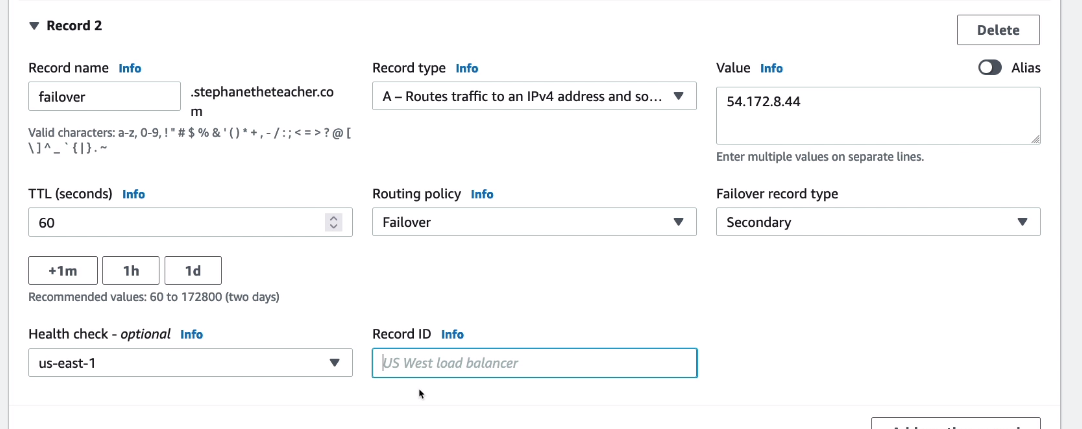 ▼ Record 2
Delete
Record name Info
failover
.stephanetheteacher.co
m
Valid characters: a-z, 0-9, ! " # $ % & ' ( ) * + , - / : ; < = > ? @ [
\ ] ^ _ ` { | } . ~
Record type Info
A – Routes traffic to an IPv4 address and so...
Value Info
Alias
54.172.8.44
Enter multiple values on separate lines.
TTL (seconds) Info
60
Routing policy Info
Failover
Failover record type
Secondary
+1m 1h 1d
Recommended values: 60 to 172800 (two days)
Health check - optional Info
us-east-1
Record ID Info
US West load balancer